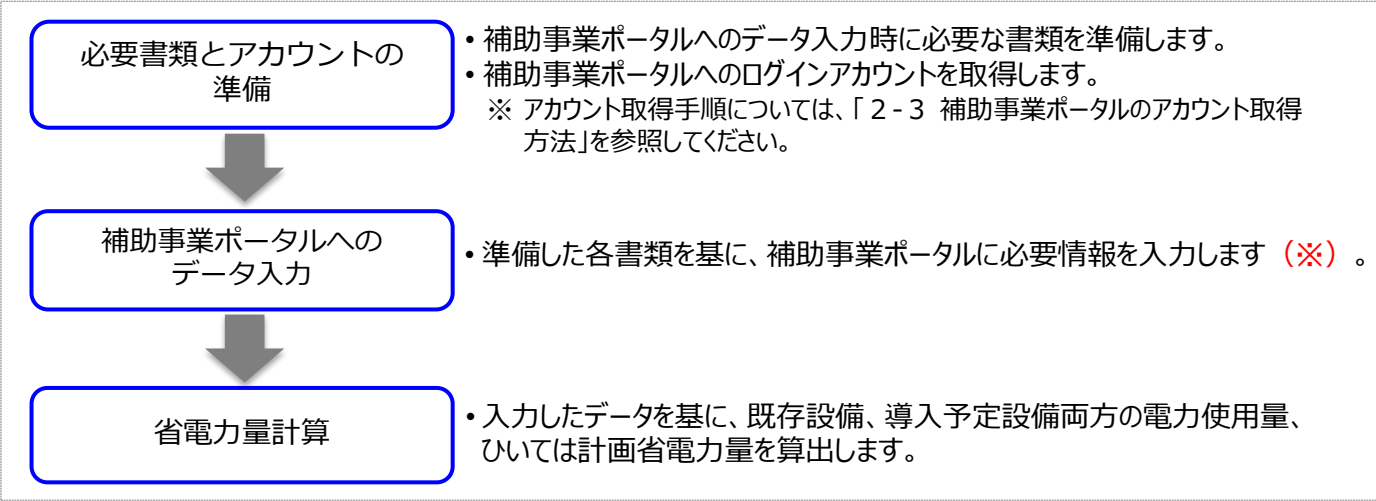 必要書類とアカウントの
準備
• 補助事業ポータルへのデータ入力時に必要な書類を準備します。
• 補助事業ポータルへのログインアカウントを取得します。
※ アカウント取得手順については、「２-３ 補助事業ポータルのアカウント取得
方法」を参照してください。
補助事業ポータルへの
データ入力
• 準備した各書類を基に、補助事業ポータルに必要情報を入力します（※）。
省電力量計算
• 入力したデータを基に、既存設備、導入予定設備両方の電力使用量、
ひいては計画省電力量を算出します。